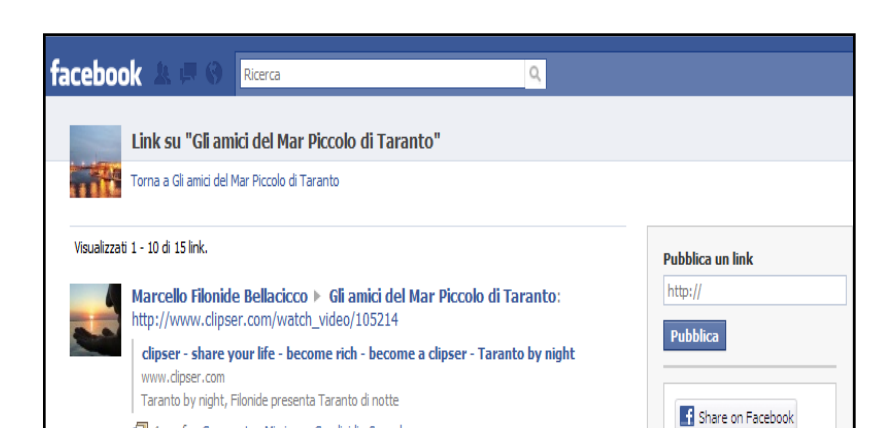 facebook Ricerca
Link su "Gli amici del Mar Piccolo di Taranto"
Torna a Gli amici del Mar Piccolo di Taranto
Visualizzati 1 - 10 di 15 link.
Marcello Filonide Bellacicco Gli amici del Mar Piccolo di Taranto:
http://www.clipser.com/watch_video/105214
clipser - share your life - become rich - become a clipser - Taranto by night
www.clipser.com
Taranto by night, Filonide presenta Taranto di notte
Pubblica un link
http://
Pubblica
Share on Facebook